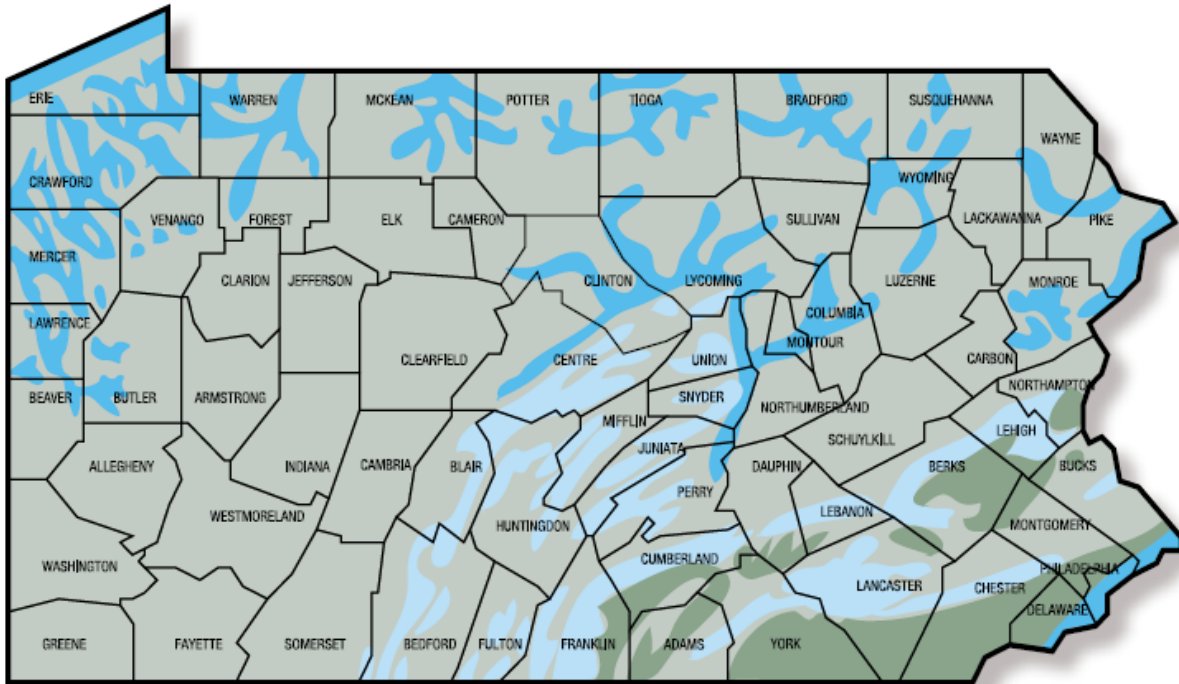 ERIE
WARREN
MCKEAN
POTTER
TIOGA
BRADFORD
SUSQUEHANNA
WAYNE
CRAWFORD
WYOMING
VENANGO
FOREST
ELK
CAMERON
SULLIVAN
LACKAWANNA
PIKE
MERCER
CLARION
JEFFERSON
CLINTON
LYCOMING
LUZERNE
MONROE
LAWRENCE
COLUMBIA
MONTOUR
CLEARFIELD
CENTRE
UNION
CARBON
NORTHAMPTON
BEAVER
BUTLER
ARMSTRONG
SNYDER
NORTHUMBERLAND
MIFFLIN
LEHIGH
SCHUYLKILL
JUNIATA
ALLEGHENY
INDIANA
CAMBRIA
BLAIR
DAUPHIN
BERKS
BUCKS
PERRY
WESTMORELAND
HUNTINGDON
LEBANON
MONTGOMERY
CUMBERLAND
WASHINGTON
LANCASTER
CHESTER
PHILADELPHIA
DELAWARE
GREENE
FAYETTE
SOMERSET
BEDFORD
FULTON
FRANKLIN
ADAMS
YORK